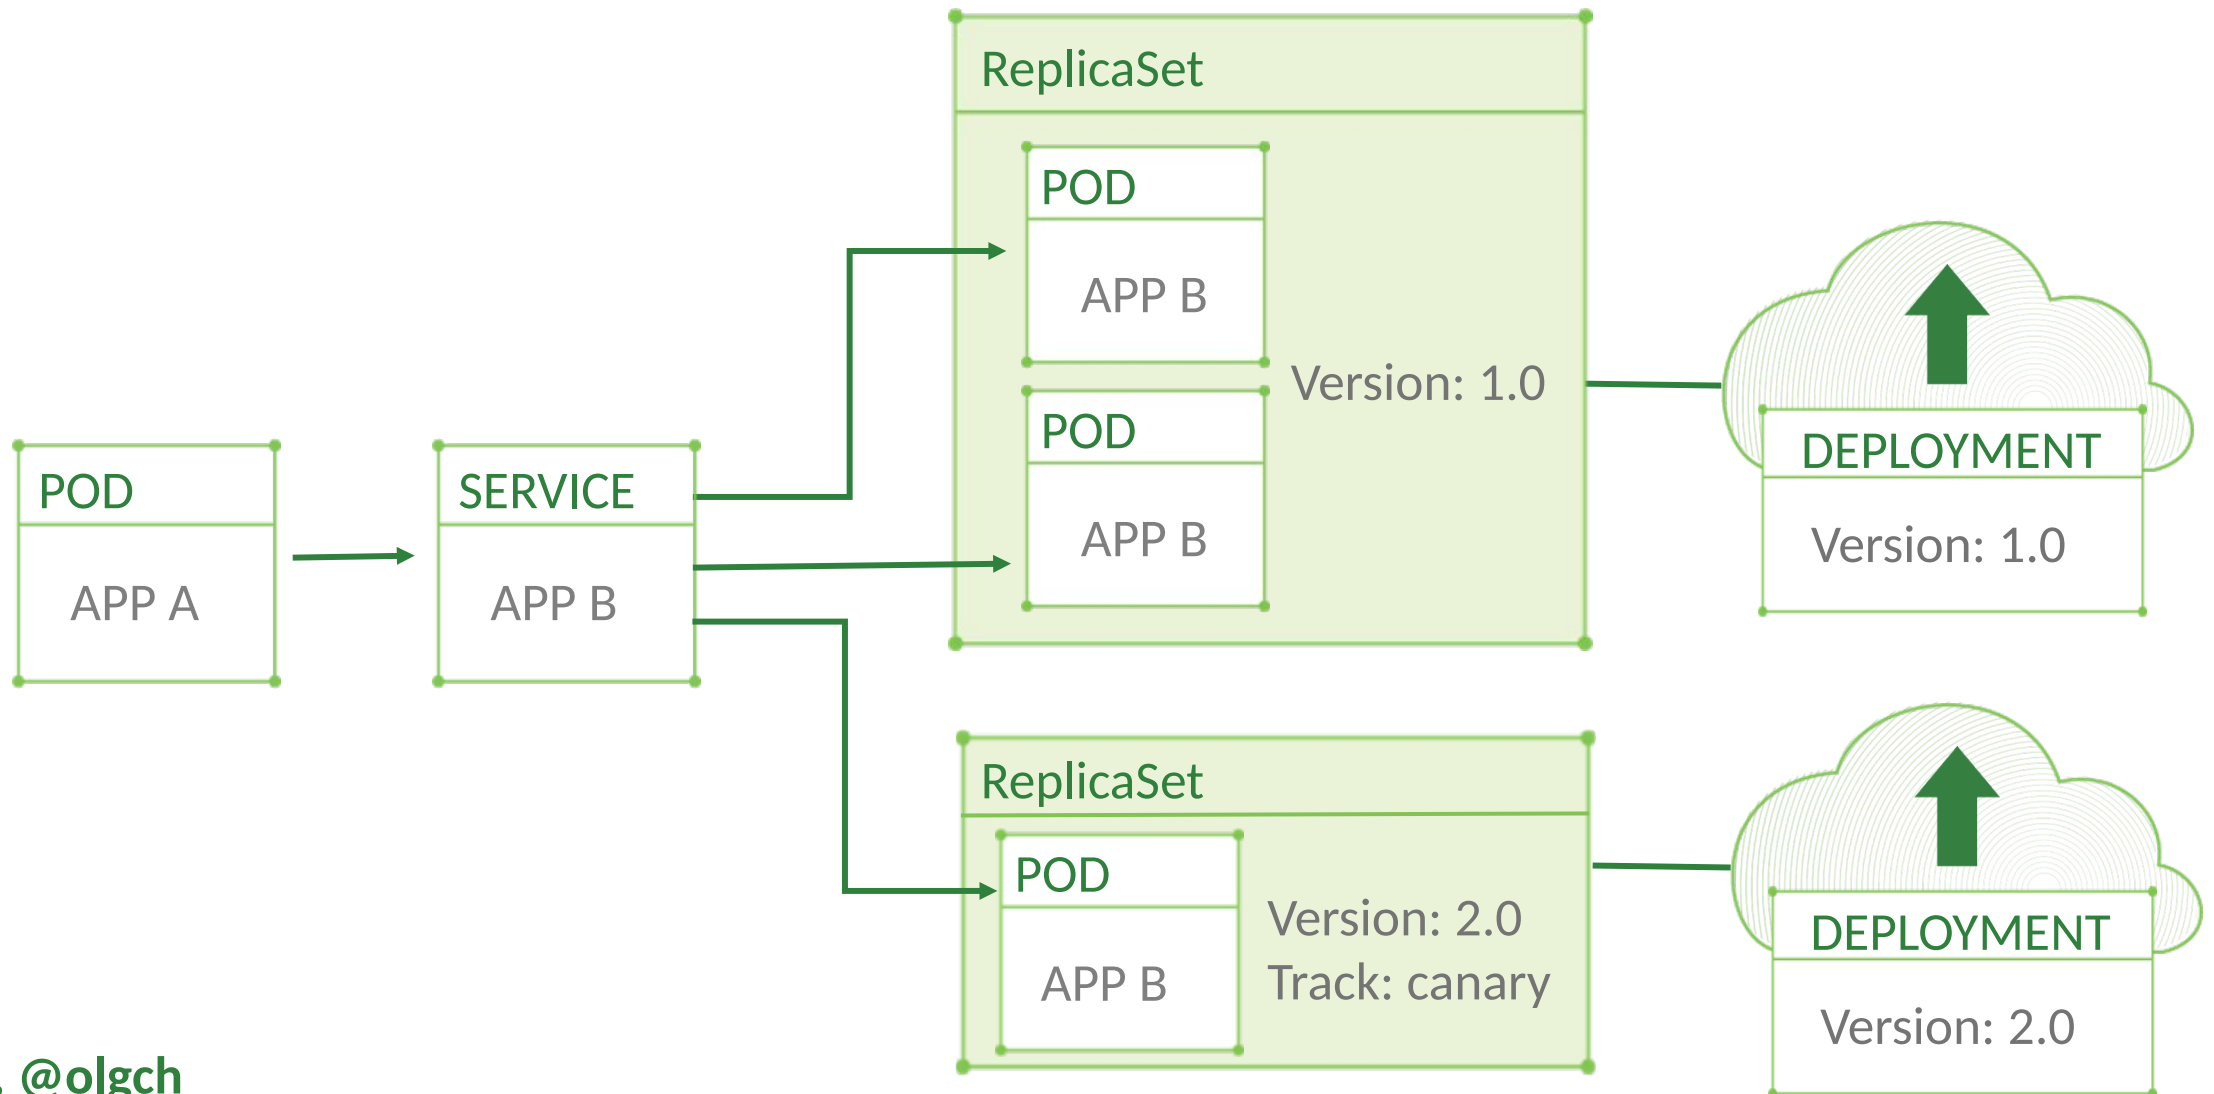 ReplicaSet
POD
APP B
Version: 1.0
POD
APP B
DEPLOYMENT
Version: 1.0
POD
APP A
SERVICE
APP B
ReplicaSet
POD
APP B
Version: 2.0
Track: canary
DEPLOYMENT
Version: 2.0
@olgch